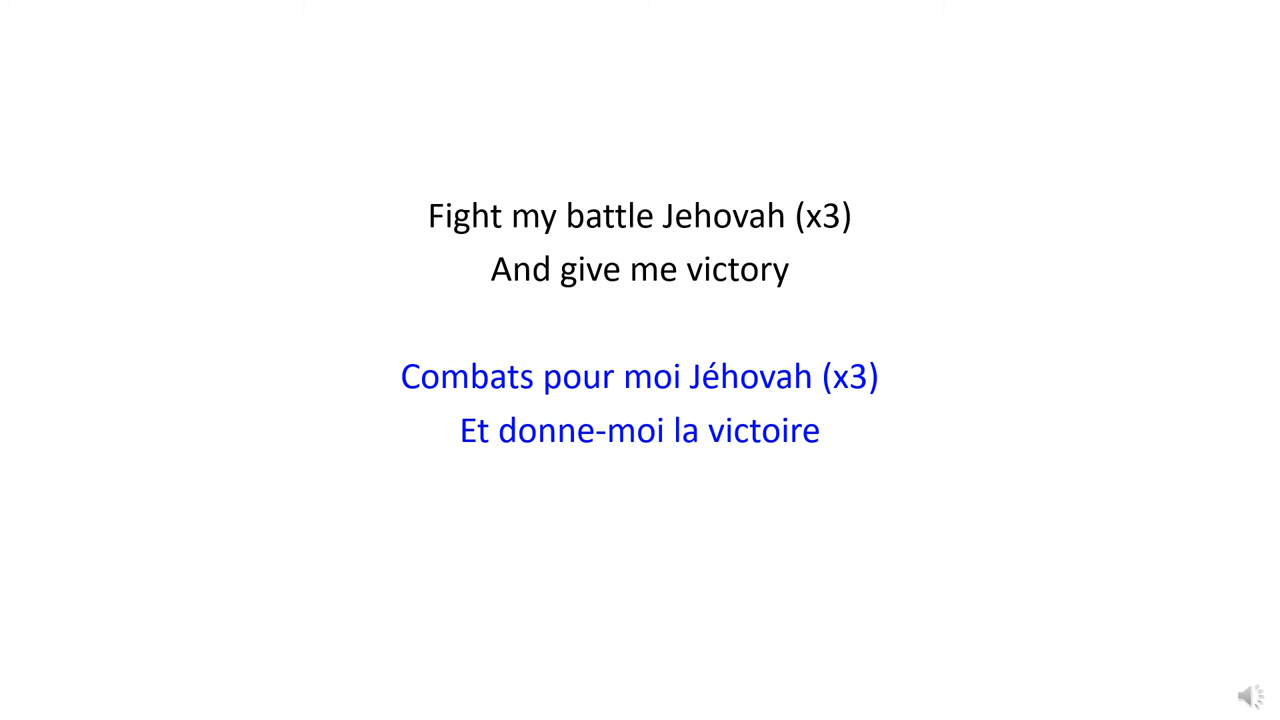 Fight my battle Jehovah (x3)
And give me victory
Combats pour moi Jéhovah (x3)
Et donne-moi la victoire